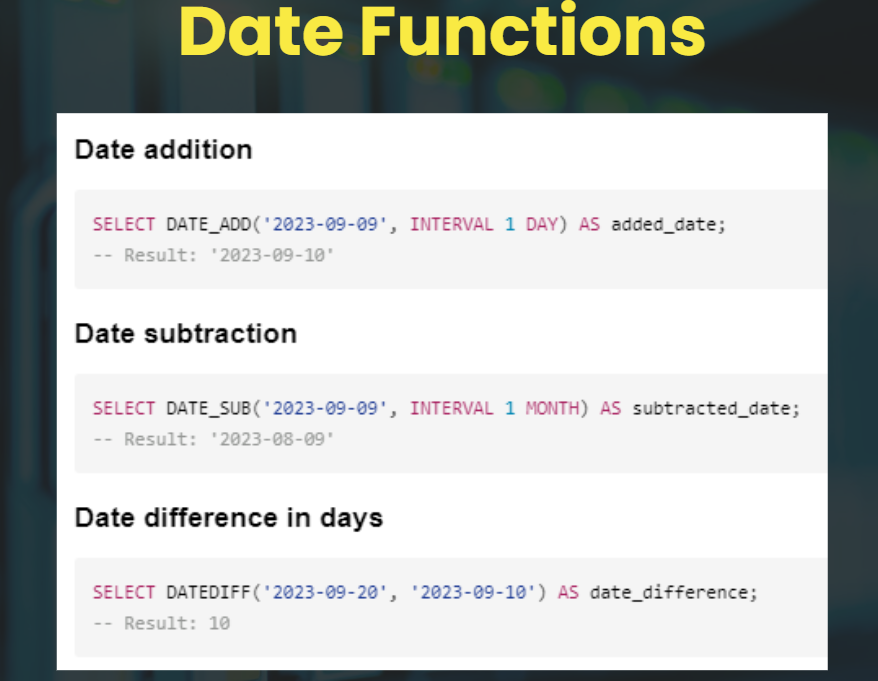 Date Functions
Date addition
SELECT DATE_ADD('2023-09-09', INTERVAL 1 DAY) AS added_date;
-- Result: '2023-09-10'
Date subtraction
SELECT DATE_SUB('2023-09-09', INTERVAL 1 MONTH) AS subtracted_date;
-- Result: '2023-08-09'
Date difference in days
SELECT DATEDIFF('2023-09-20', '2023-09-10') AS date_difference;
-- Result: 10